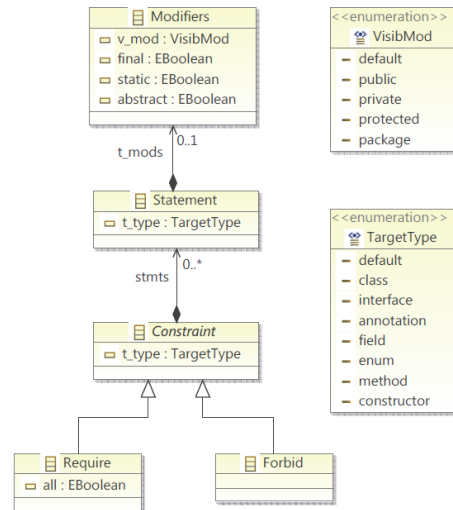 Modifiers
v_mod : VisibMod
final : EBoolean
static : EBoolean
abstract : EBoolean
0..1
t_mods
Statement
t_type : TargetType
0..*
stmts
Constraint
t_type : TargetType
Require
all : EBoolean
Forbid
<<enumeration>>
VisibMod
default
public
private
protected
package
<<enumeration>>
TargetType
default
class
interface
annotation
field
enum
method
constructor